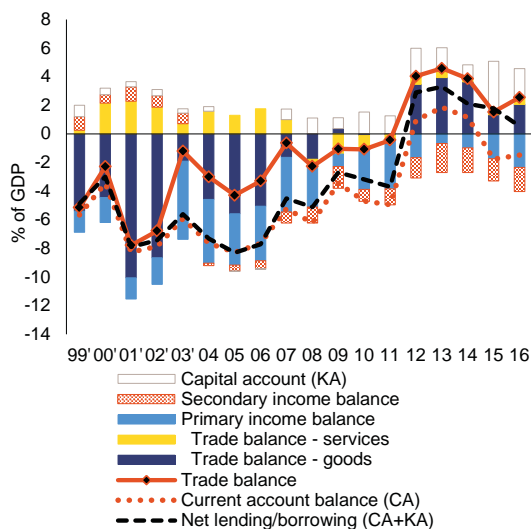 % of GDP
8
6
4
2
0
-2
-4
-6
-8
-10
-12
-14
99' 00' 01' 02' 03' 04 05 06 07 08 09 10 11 12 13 14 15 16
Capital account (KA)
Secondary income balance
Primary income balance
Trade balance - services
Trade balance - goods
Trade balance
Current account balance (CA)
Net lending/borrowing (CA+KA)